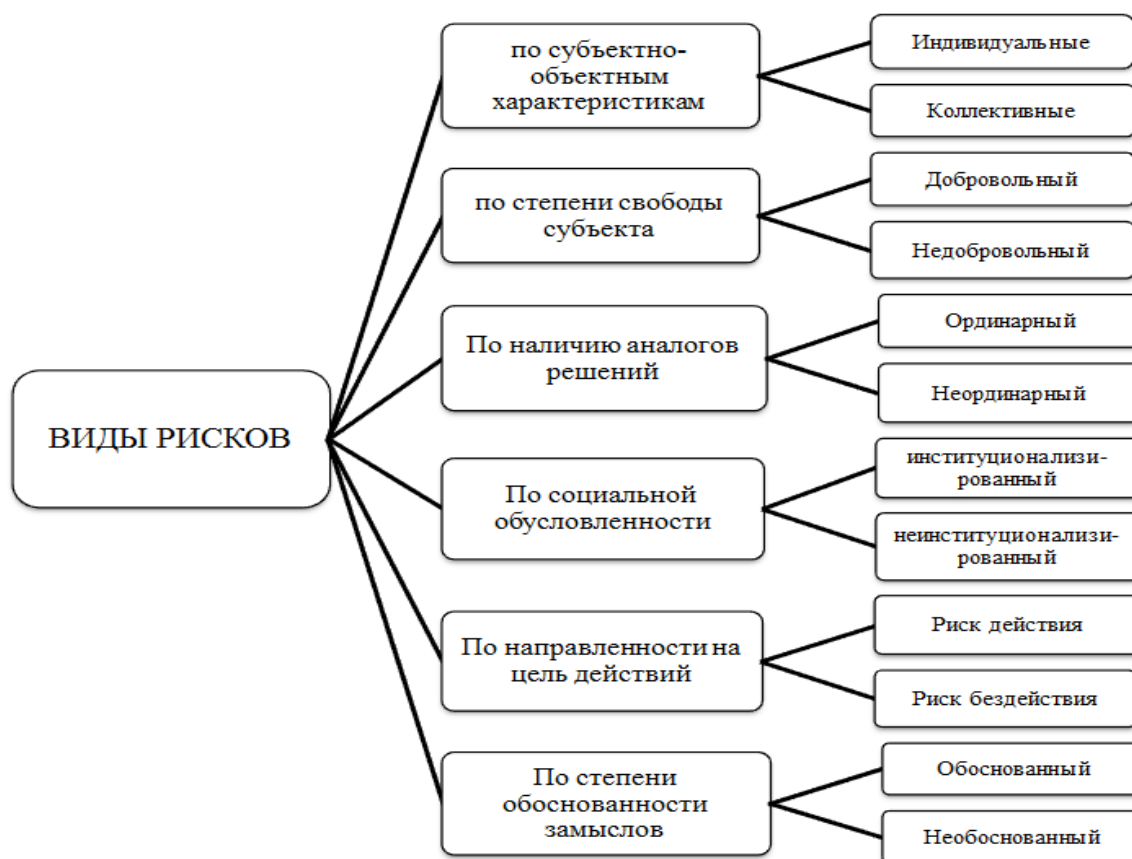 ВИДЫ РИСКОВ
по субъектно-
объектным
характеристикам
Индивидуальные
Коллективные
по степени свободы
субъекта
Добровольный
Недобровольный
По наличию аналогов
решений
Ординарный
Неординарный
По социальной
обусловленности
институционализи-
рованный
неинституционализи-
рованный
По направленности на
цель действий
Риск действия
Риск бездействия
По степени
обоснованности
замыслов
Обоснованный
Необоснованный